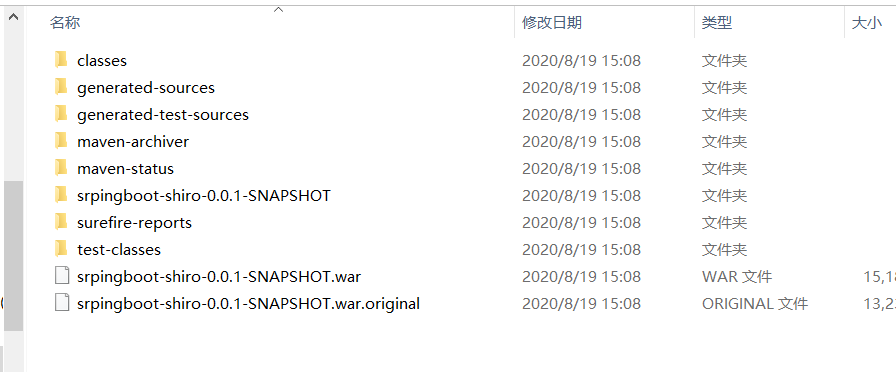 名称 修改日期 类型 大小
classes 2020/8/19 15:08 文件夹
generated-sources 2020/8/19 15:08 文件夹
generated-test-sources 2020/8/19 15:08 文件夹
maven-archiver 2020/8/19 15:08 文件夹
maven-status 2020/8/19 15:08 文件夹
srpingboot-shiro-0.0.1-SNAPSHOT 2020/8/19 15:08 文件夹
surefire-reports 2020/8/19 15:08 文件夹
test-classes 2020/8/19 15:08 文件夹
srpingboot-shiro-0.0.1-SNAPSHOT.war 2020/8/19 15:08 WAR 文件
srpingboot-shiro-0.0.1-SNAPSHOT.war.original 2020/8/19 15:08 ORIGINAL 文件